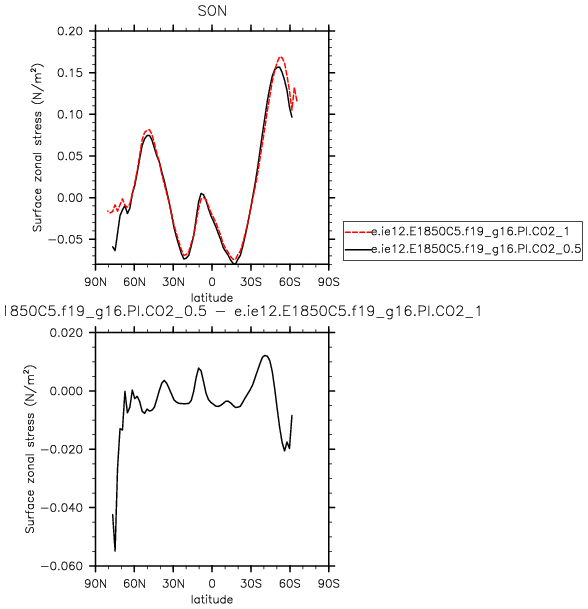 SON
0.20
0.15
0.10
0.05
0.00
−0.05
Surface zonal stress (N/m²)
90N 60N 30N 0 30S 60S 90S
latitude
e.ie12.E1850C5.f19_g16.PI.CO2_1
e.ie12.E1850C5.f19_g16.PI.CO2_0.5
1850C5.f19_g16.PI.CO2_0.5 − e.ie12.E1850C5.f19_g16.PI.CO2_1
0.020
0.000
−0.020
−0.040
−0.060
Surface zonal stress (N/m²)
90N 60N 30N 0 30S 60S 90S
latitude